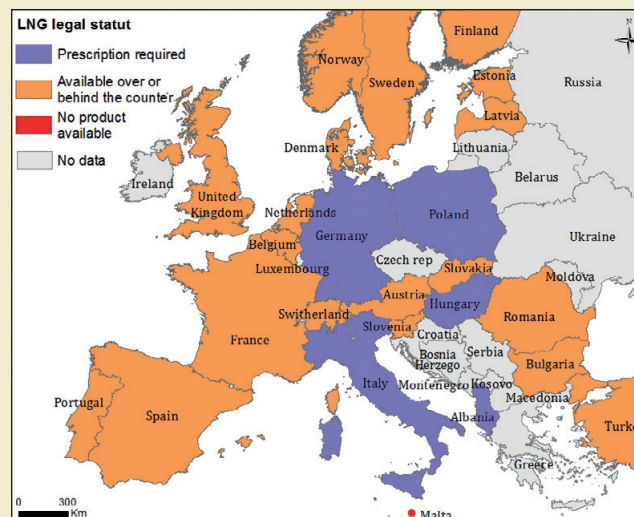 LNG legal statut
Prescription required
Available over or
behind the counter
No product
available
No data
Finland
Norway
Sweden
Estonia
Russia
Latvia
Denmark
Lithuania
Ireland
United
Kingdom
Belarus
Netherlands
Germany
Poland
Belgium
Ukraine
Luxembourg
Czech rep
Slovakia
Moldova
Austria
Hungary
Switherland
Romania
France
Slovenia
Croatia
Bosnia
Herzego
Serbia
Bulgaria
Italy
Montenegro
Kosovo
Macedonia
Portugal
Spain
Albania
Turke
Greece
0 300
Km
Malta